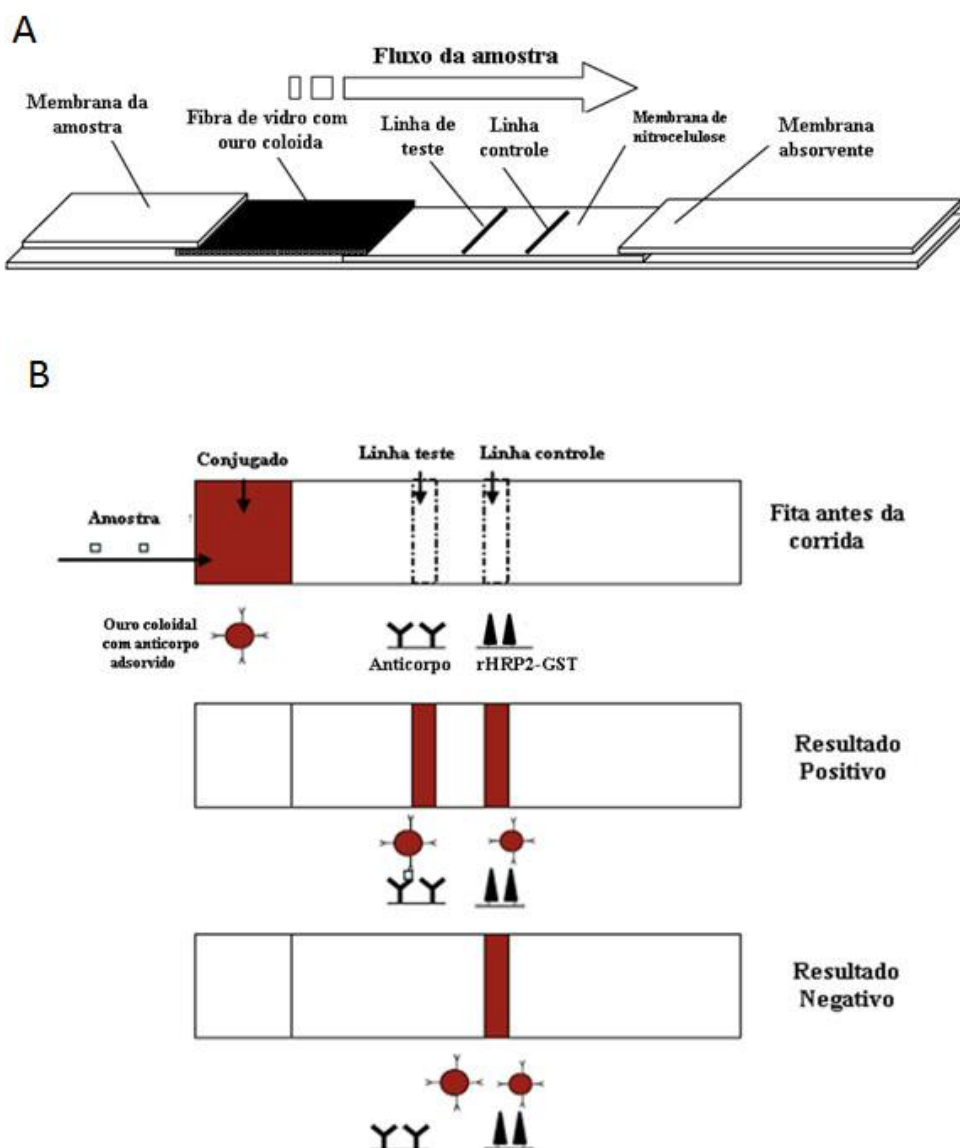 A
Fluxo da amostra
Membrana da
amostra
Fibra de vidro com
ouro coloida
Linha de
teste
Linha
controle
Membrana de
nitrocelulose
Membrana
absorvente
B
Conjugado
Linha teste
Linha controle
Amostra
Fita antes da
corrida
Ouro coloidal
com anticorpo
adsorvido
Anticorpo
rHRP2-GST
Resultado
Positivo
Resultado
Negativo